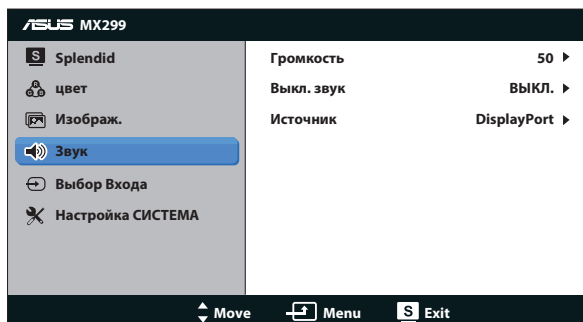 ASUS MX299
S Splendid
цвет
Изображ.
Звук
Выбор Входа
Настройка СИСТЕМА
Громкость 50
Выкл. звук ВЫКЛ.
Источник DisplayPort
Move Menu S Exit